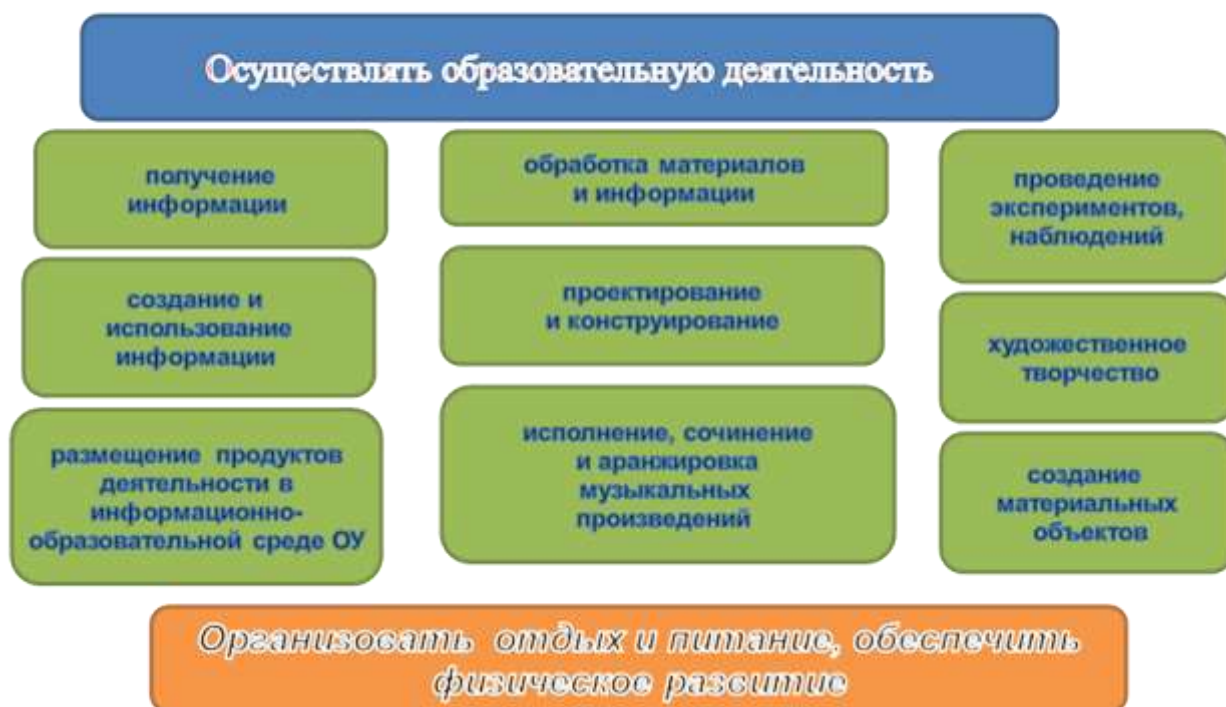 Осуществлять образовательную деятельность
получение
информации
создание и
использование
информации
размещение продуктов
деятельности в
информационно-
образовательной среде ОУ
обработка материалов
и информации
проектирование
и конструирование
исполнение, сочинение
и аранжировка
музыкальных
произведений
проведение
экспериментов,
наблюдений
художественное
творчество
создание
материальных
объектов
Организовать отдых и питание, обеспечить
физическое развитие